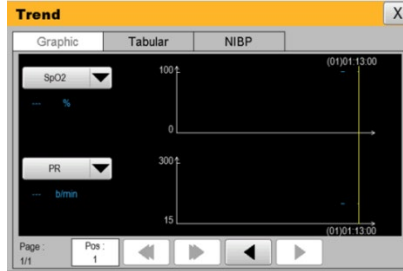 Trend X
Graphic Tabular NIBP
(01)01:13:00
SpO2
100
--- %
0
PR
300
--- b/min
15
(01)01:13:00
Page :
1/1
Pos :
1